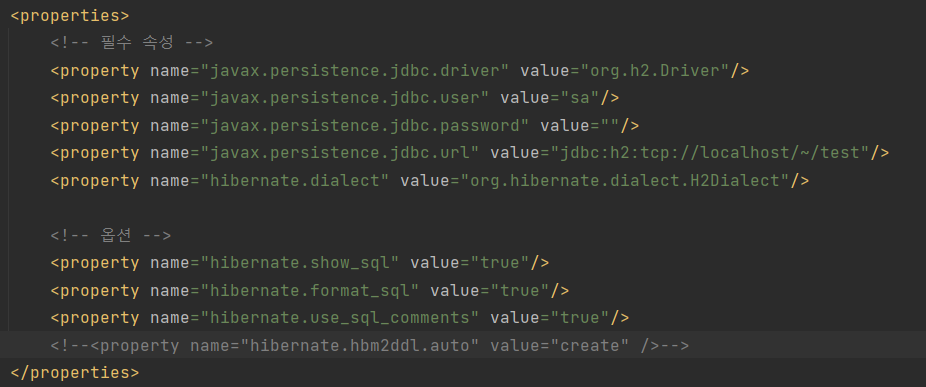 <properties>
<!-- 필수 속성 -->
<property name="javax.persistence.jdbc.driver" value="org.h2.Driver"/>
<property name="javax.persistence.jdbc.user" value="sa"/>
<property name="javax.persistence.jdbc.password" value=""/>
<property name="javax.persistence.jdbc.url" value="jdbc:h2:tcp://localhost/~/test"/>
<property name="hibernate.dialect" value="org.hibernate.dialect.H2Dialect"/>
<!-- 옵션 -->
<property name="hibernate.show_sql" value="true"/>
<property name="hibernate.format_sql" value="true"/>
<property name="hibernate.use_sql_comments" value="true"/>
<!--<property name="hibernate.hbm2ddl.auto" value="create" />-->
</properties>